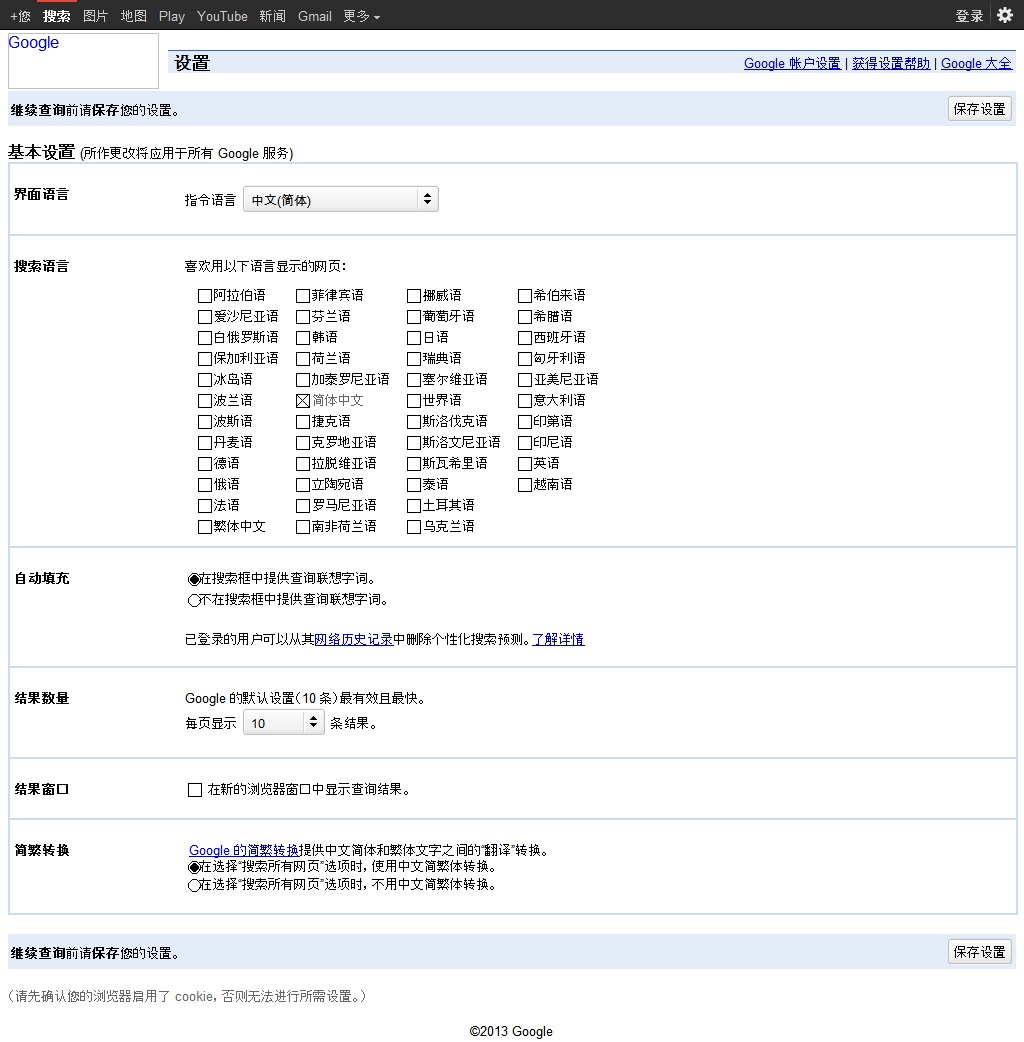 +您 搜索 图片 地图 Play YouTube 新闻 Gmail 更多 登录
Google
设置 Google 帐户设置 | 获得设置帮助 | Google 大全
继续查询前请保存您的设置。 保存设置
基本设置 (所作更改将应用于所有 Google 服务)
界面语言 指令语言 中文(简体)
搜索语言 喜欢用以下语言显示的网页：
阿拉伯语 菲律宾语 挪威语 希伯来语
爱沙尼亚语 芬兰语 葡萄牙语 希腊语
白俄罗斯语 韩语 日语 西班牙语
保加利亚语 荷兰语 瑞典语 匈牙利语
冰岛语 加泰罗尼亚语 塞尔维亚语 亚美尼亚语
波兰语 简体中文 世界语 意大利语
波斯语 捷克语 斯洛伐克语 印第语
丹麦语 克罗地亚语 斯洛文尼亚语 印尼语
德语 拉脱维亚语 斯瓦希里语 英语
俄语 立陶宛语 泰语 越南语
法语 罗马尼亚语 土耳其语
繁体中文 南非荷兰语 乌克兰语
自动填充 在搜索框中提供查询联想字词。
不在搜索框中提供查询联想字词。
已登录的用户可以从其网络历史记录中删除个性化搜索预测。了解详情
结果数量 Google 的默认设置（10 条）最有效且最快。
每页显示 10 条结果。
结果窗口 在新的浏览器窗口中显示查询结果。
简繁转换 Google 的简繁转换提供中文简体和繁体文字之间的“翻译”转换。
在选择“搜索所有网页”选项时，使用中文简繁体转换。
在选择“搜索所有网页”选项时，不用中文简繁体转换。
继续查询前请保存您的设置。 保存设置
（请先确认您的浏览器启用了 cookie，否则无法进行所需设置。）
©2013 Google